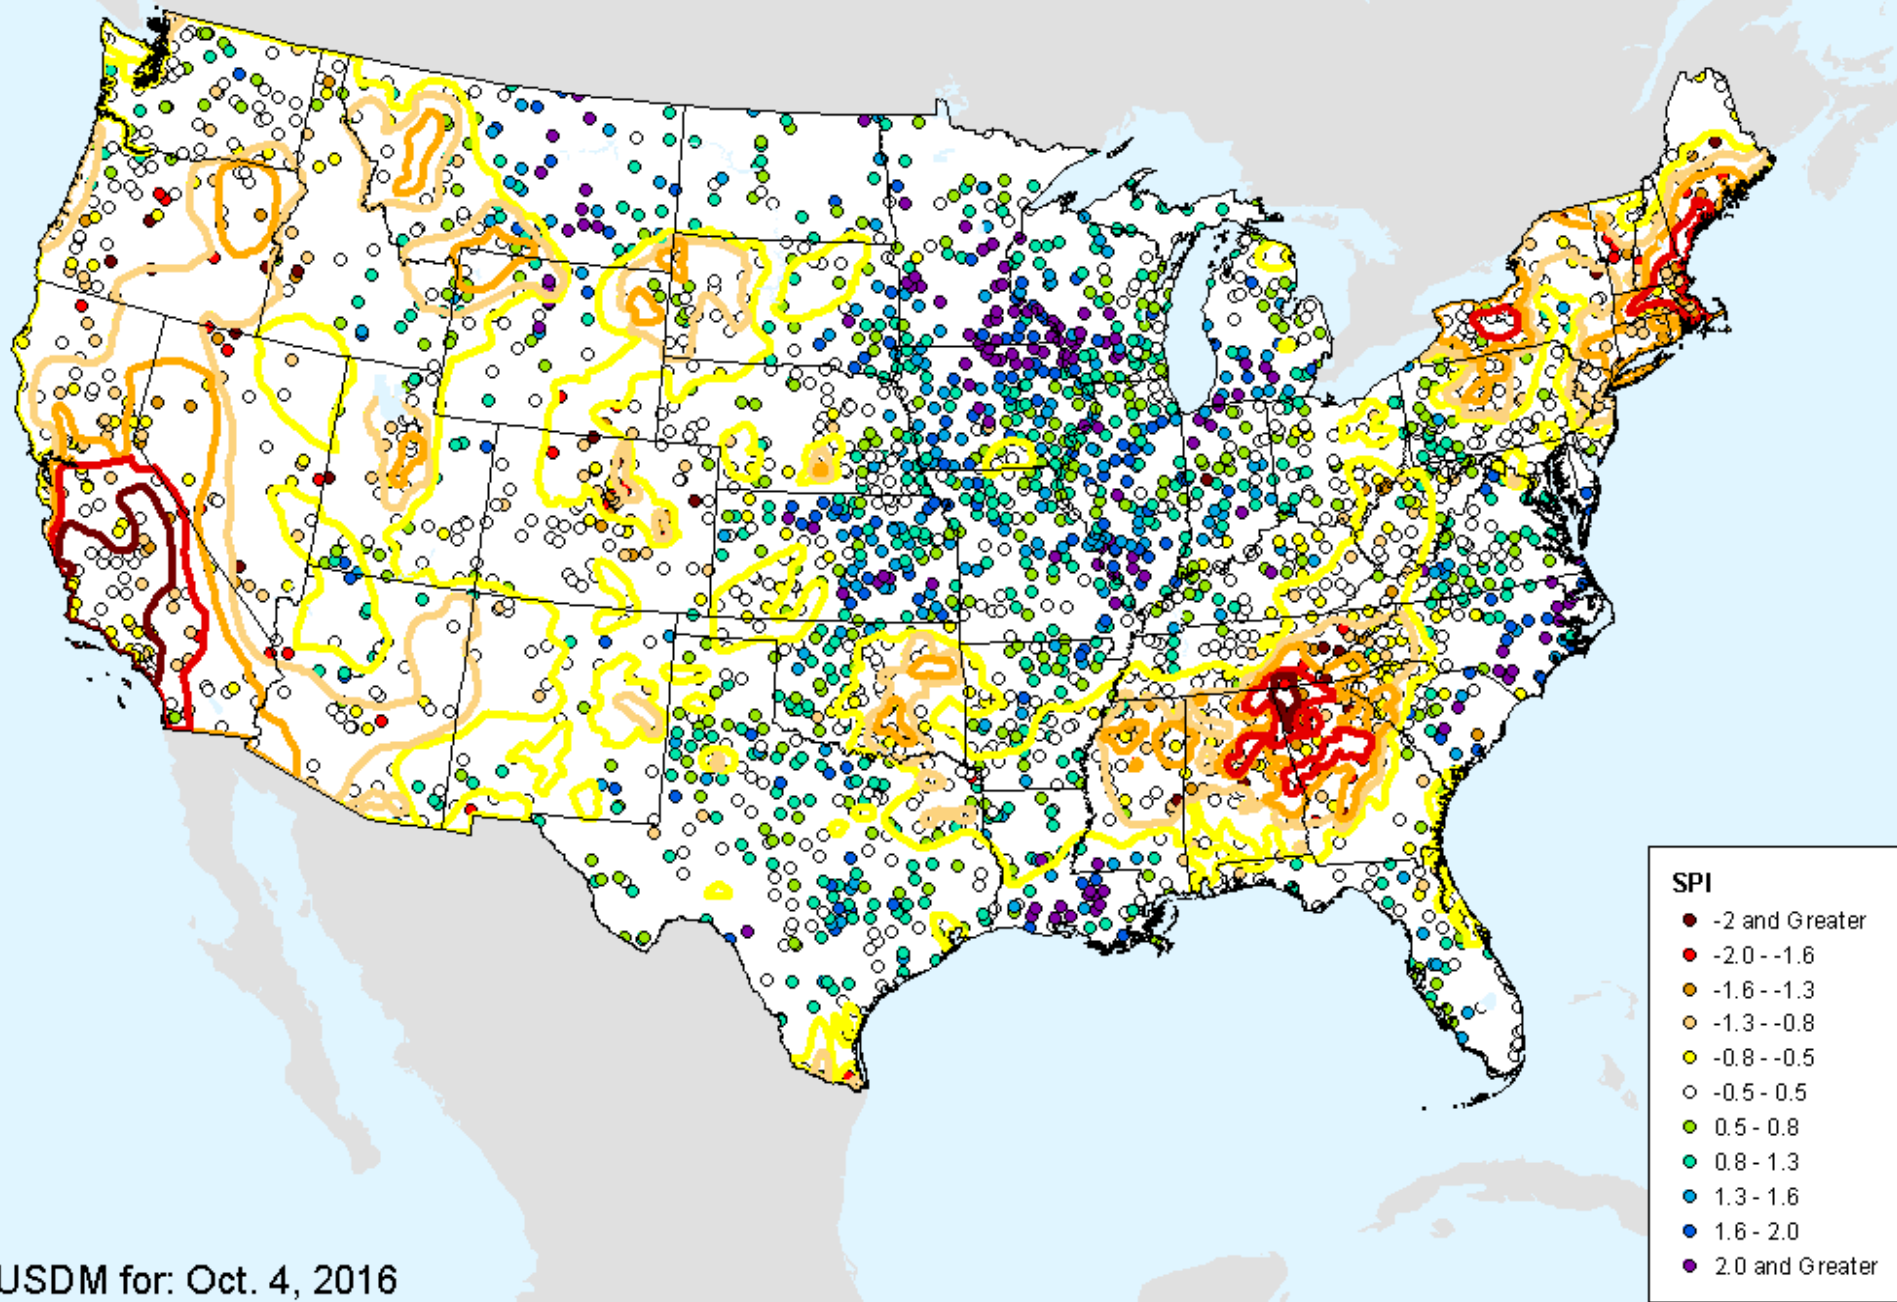 SPI
-2 and Greater
-2.0 - -1.6
-1.6 - -1.3
-1.3 - -0.8
-0.8 - -0.5
-0.5 - 0.5
0.5 - 0.8
0.8 - 1.3
1.3 - 1.6
1.6 - 2.0
2.0 and Greater
USDM for: Oct. 4, 2016